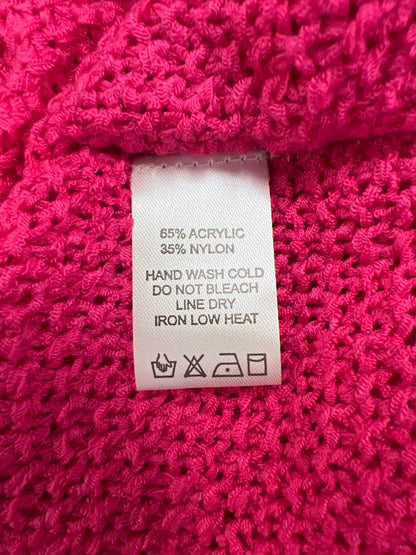 65% ACRYLIC
35% NYLON
HAND WASH COLD
DO NOT BLEACH
LINE DRY
IRON LOW HEAT